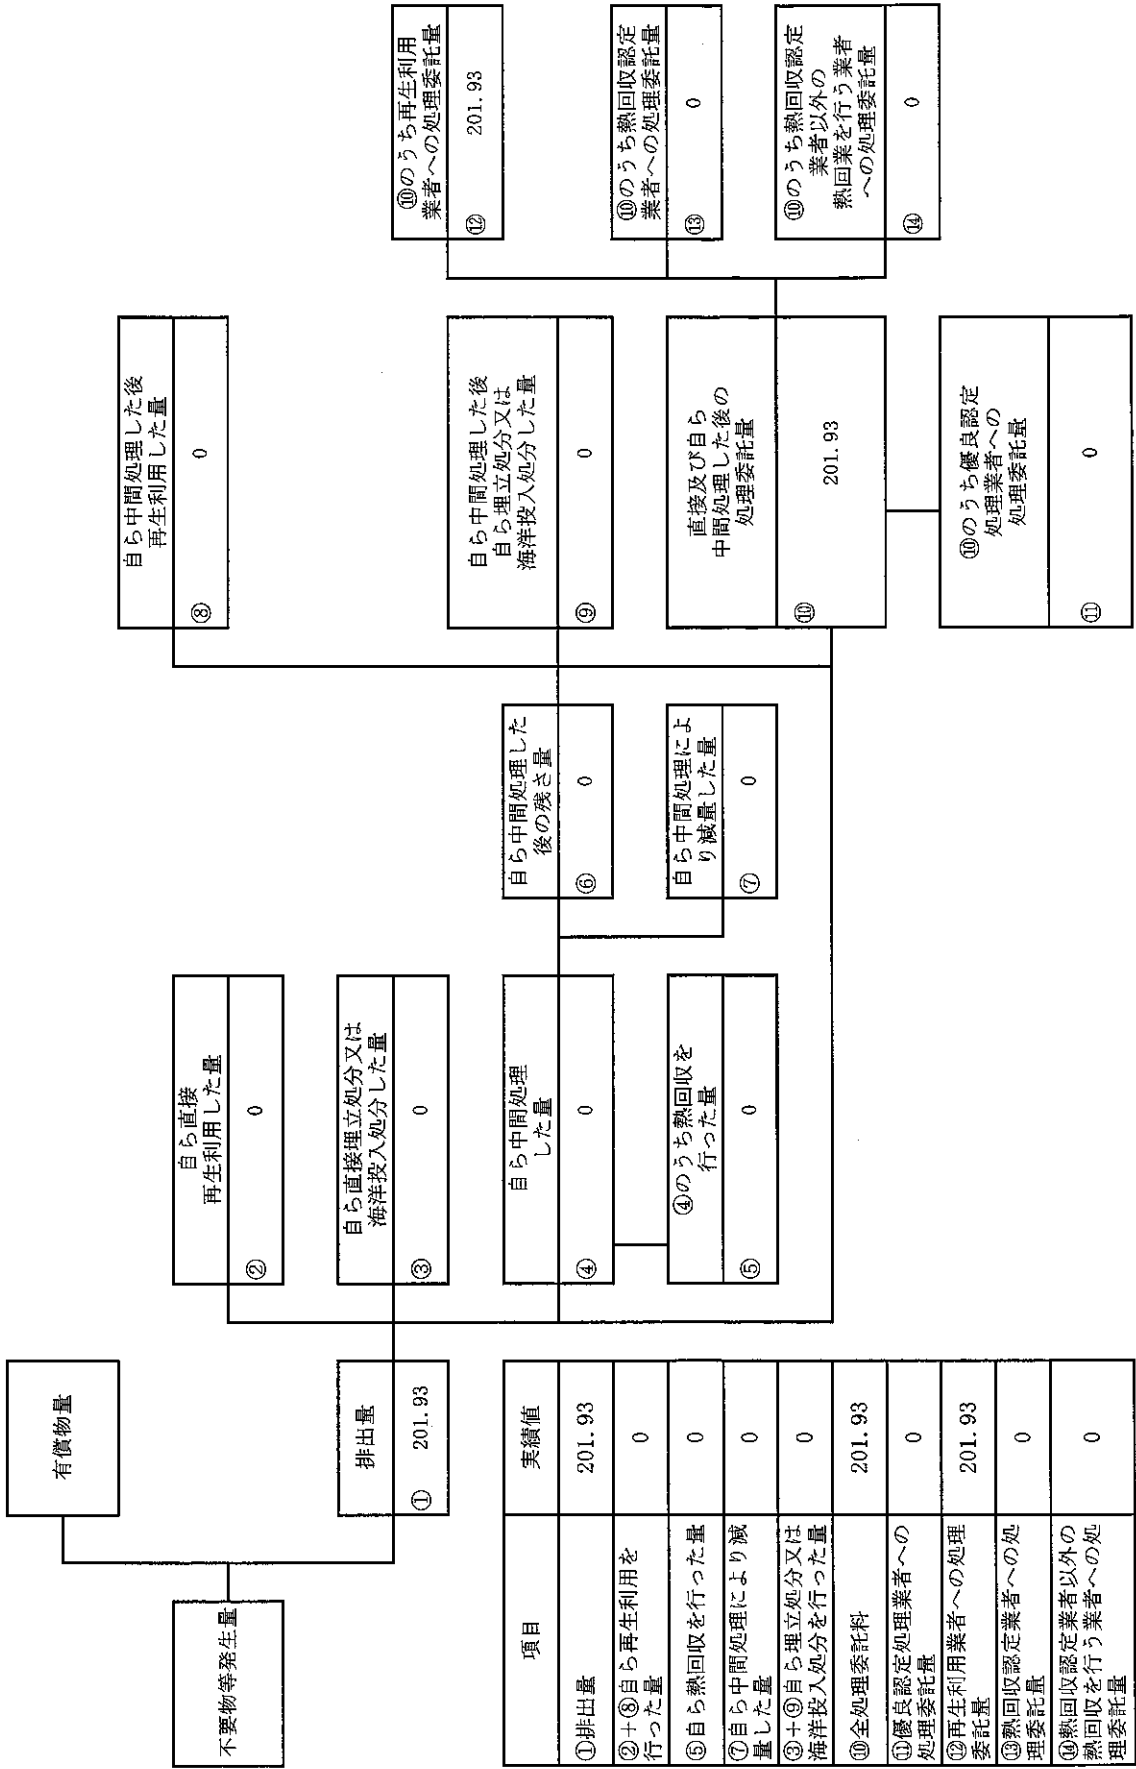 不要物等発生量
有償物量
排出量
① 201.93
自ら直接
再生利用した量
② 0
自ら直接埋立処分又は
海洋投入処分した量
③ 0
自ら中間処理
した量
④ 0
④のうち熱回収を
行った量
⑤ 0
自ら中間処理した
後の残さ量
⑥ 0
自ら中間処理によ
り減量した量
⑦ 0
自ら中間処理した後
再生利用した量
⑧ 0
自ら中間処理した後
自ら埋立処分又は
海洋投入処分した量
⑨ 0
直接及び自ら
中間処理した後の
処理委託量
⑩ 201.93
⑩のうち優良認定
処理業者への
処理委託量
⑪ 0
⑩のうち再生利用
業者への処理委託量
⑫ 201.93
⑩のうち熱回収認定
業者への処理委託量
⑬ 0
⑩のうち熱回収認定
業者以外の
熱回業を行う業者
への処理委託量
⑭ 0
項目 実績値
①排出量 201.93
②+⑧自ら再生利用を
行った量 0
⑤自ら熱回収を行った量 0
⑦自ら中間処理により減
量した量 0
③+⑨自ら埋立処分又は
海洋投入処分を行った量 0
⑩全処理委託料 201.93
⑪優良認定処理業者への
処理委託量 0
⑫再生利用業者への処理
委託量 201.93
⑬熱回収認定業者への処
理委託量 0
⑭熱回収認定業者以外の
熱回収を行う業者への処
理委託量 0